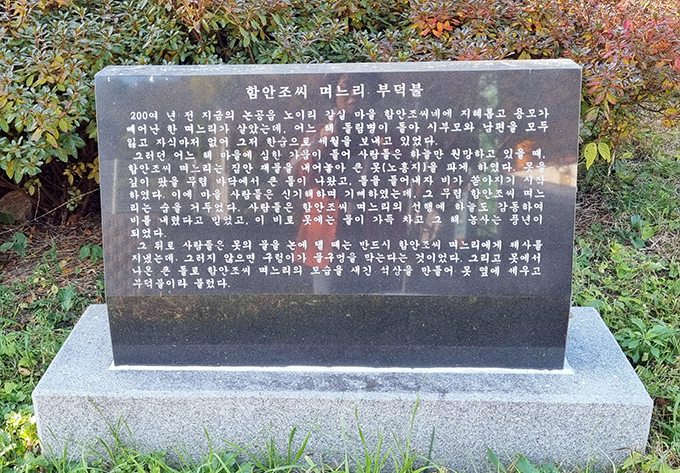 함안조씨 며느리 부덕불
200여 년 전 지금의 논공읍 노이리 갈실 마을 함안조씨네에 지혜롭고 용모가
빼어난 한 며느리가 살았는데, 어느 해 돌림병이 돌아 시부모와 남편을 모두
잃고 자식마저 없어 그저 한숨으로 세월을 보내고 있었다.
그러던 어느 해 마을에 심한 가뭄이 들어 사람들은 하늘만 원망하고 있을 때,
함안조씨 며느리는 집안 재물을 내어놓아 큰 못(노홍지)을 파게 하였다. 못을
깊이 팠을 무렵 바닥에서 큰 돌이 나왔고, 돌을 들어내자 비가 쏟아지기 시작
하였다. 이에 마을 사람들은 신기해하며 기뻐하였는데, 그 무렵 함안조씨 며느
리는 숨을 거두었다. 사람들은 함안조씨 며느리의 선행에 하늘도 감동하여
비를 내렸다고 믿었고, 이 비로 못에는 물이 가득 차고 그 해 농사는 풍년이
되었다.
그 뒤로 사람들은 못의 물을 논에 댈 때는 반드시 함안조씨 며느리에게 제사를
지냈는데, 그러지 않으면 구렁이가 물구멍을 막는다는 것이었다. 그리고 못에서
나온 큰 돌로 함안조씨 며느리의 모습을 새긴 석상을 만들어 못 옆에 세우고
부덕불이라 불렀다.